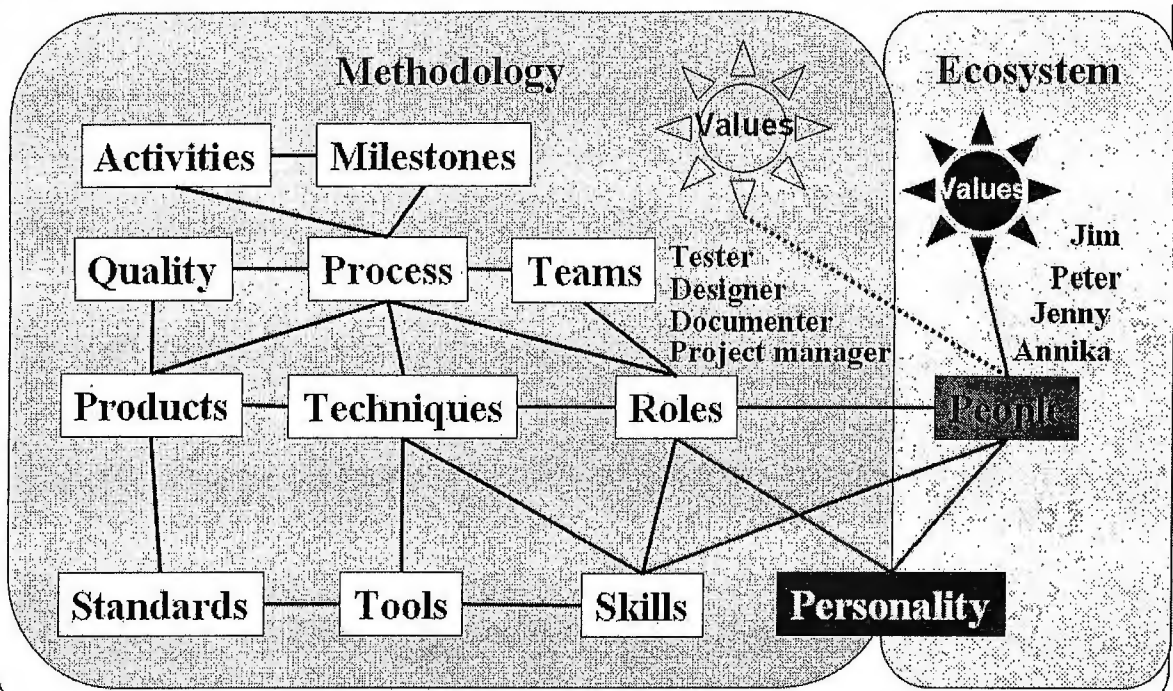 Methodology
Ecosystem
Values
Values
Activities
Milestones
Jim
Peter
Jenny
Annika
Quality
Process
Teams
Tester
Designer
Documenter
Project manager
Products
Techniques
Roles
People
Standards
Tools
Skills
Personality